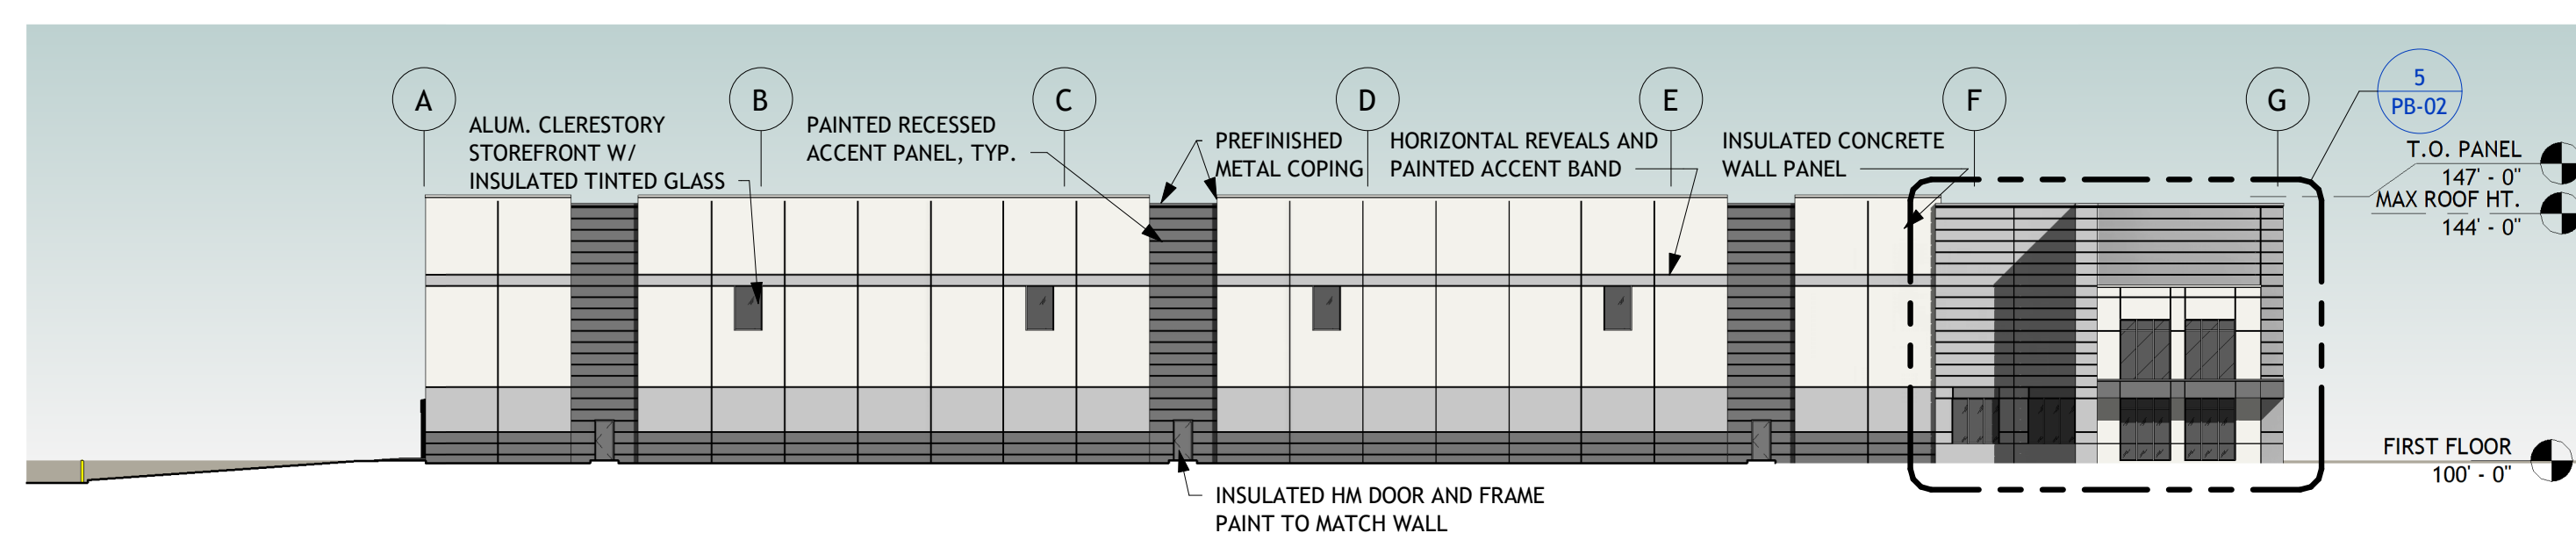 A
B
C
D
E
F
G
5
PB-02
ALUM. CLERESTORY
STOREFRONT W/
INSULATED TINTED GLASS
PAINTED RECESSED
ACCENT PANEL, TYP.
PREFINISHED
METAL COPING
HORIZONTAL REVEALS AND
PAINTED ACCENT BAND
INSULATED CONCRETE
WALL PANEL
T.O. PANEL
147' - 0"
MAX ROOF HT.
144' - 0"
FIRST FLOOR
100' - 0"
INSULATED HM DOOR AND FRAME
PAINT TO MATCH WALL